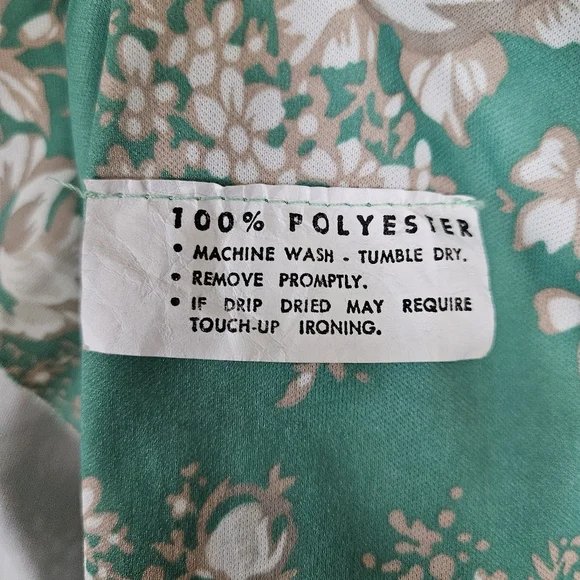 100% POLYESTER
• MACHINE WASH - TUMBLE DRY.
• REMOVE PROMPTLY.
• IF DRIP DRIED MAY REQUIRE
TOUCH-UP IRONING.